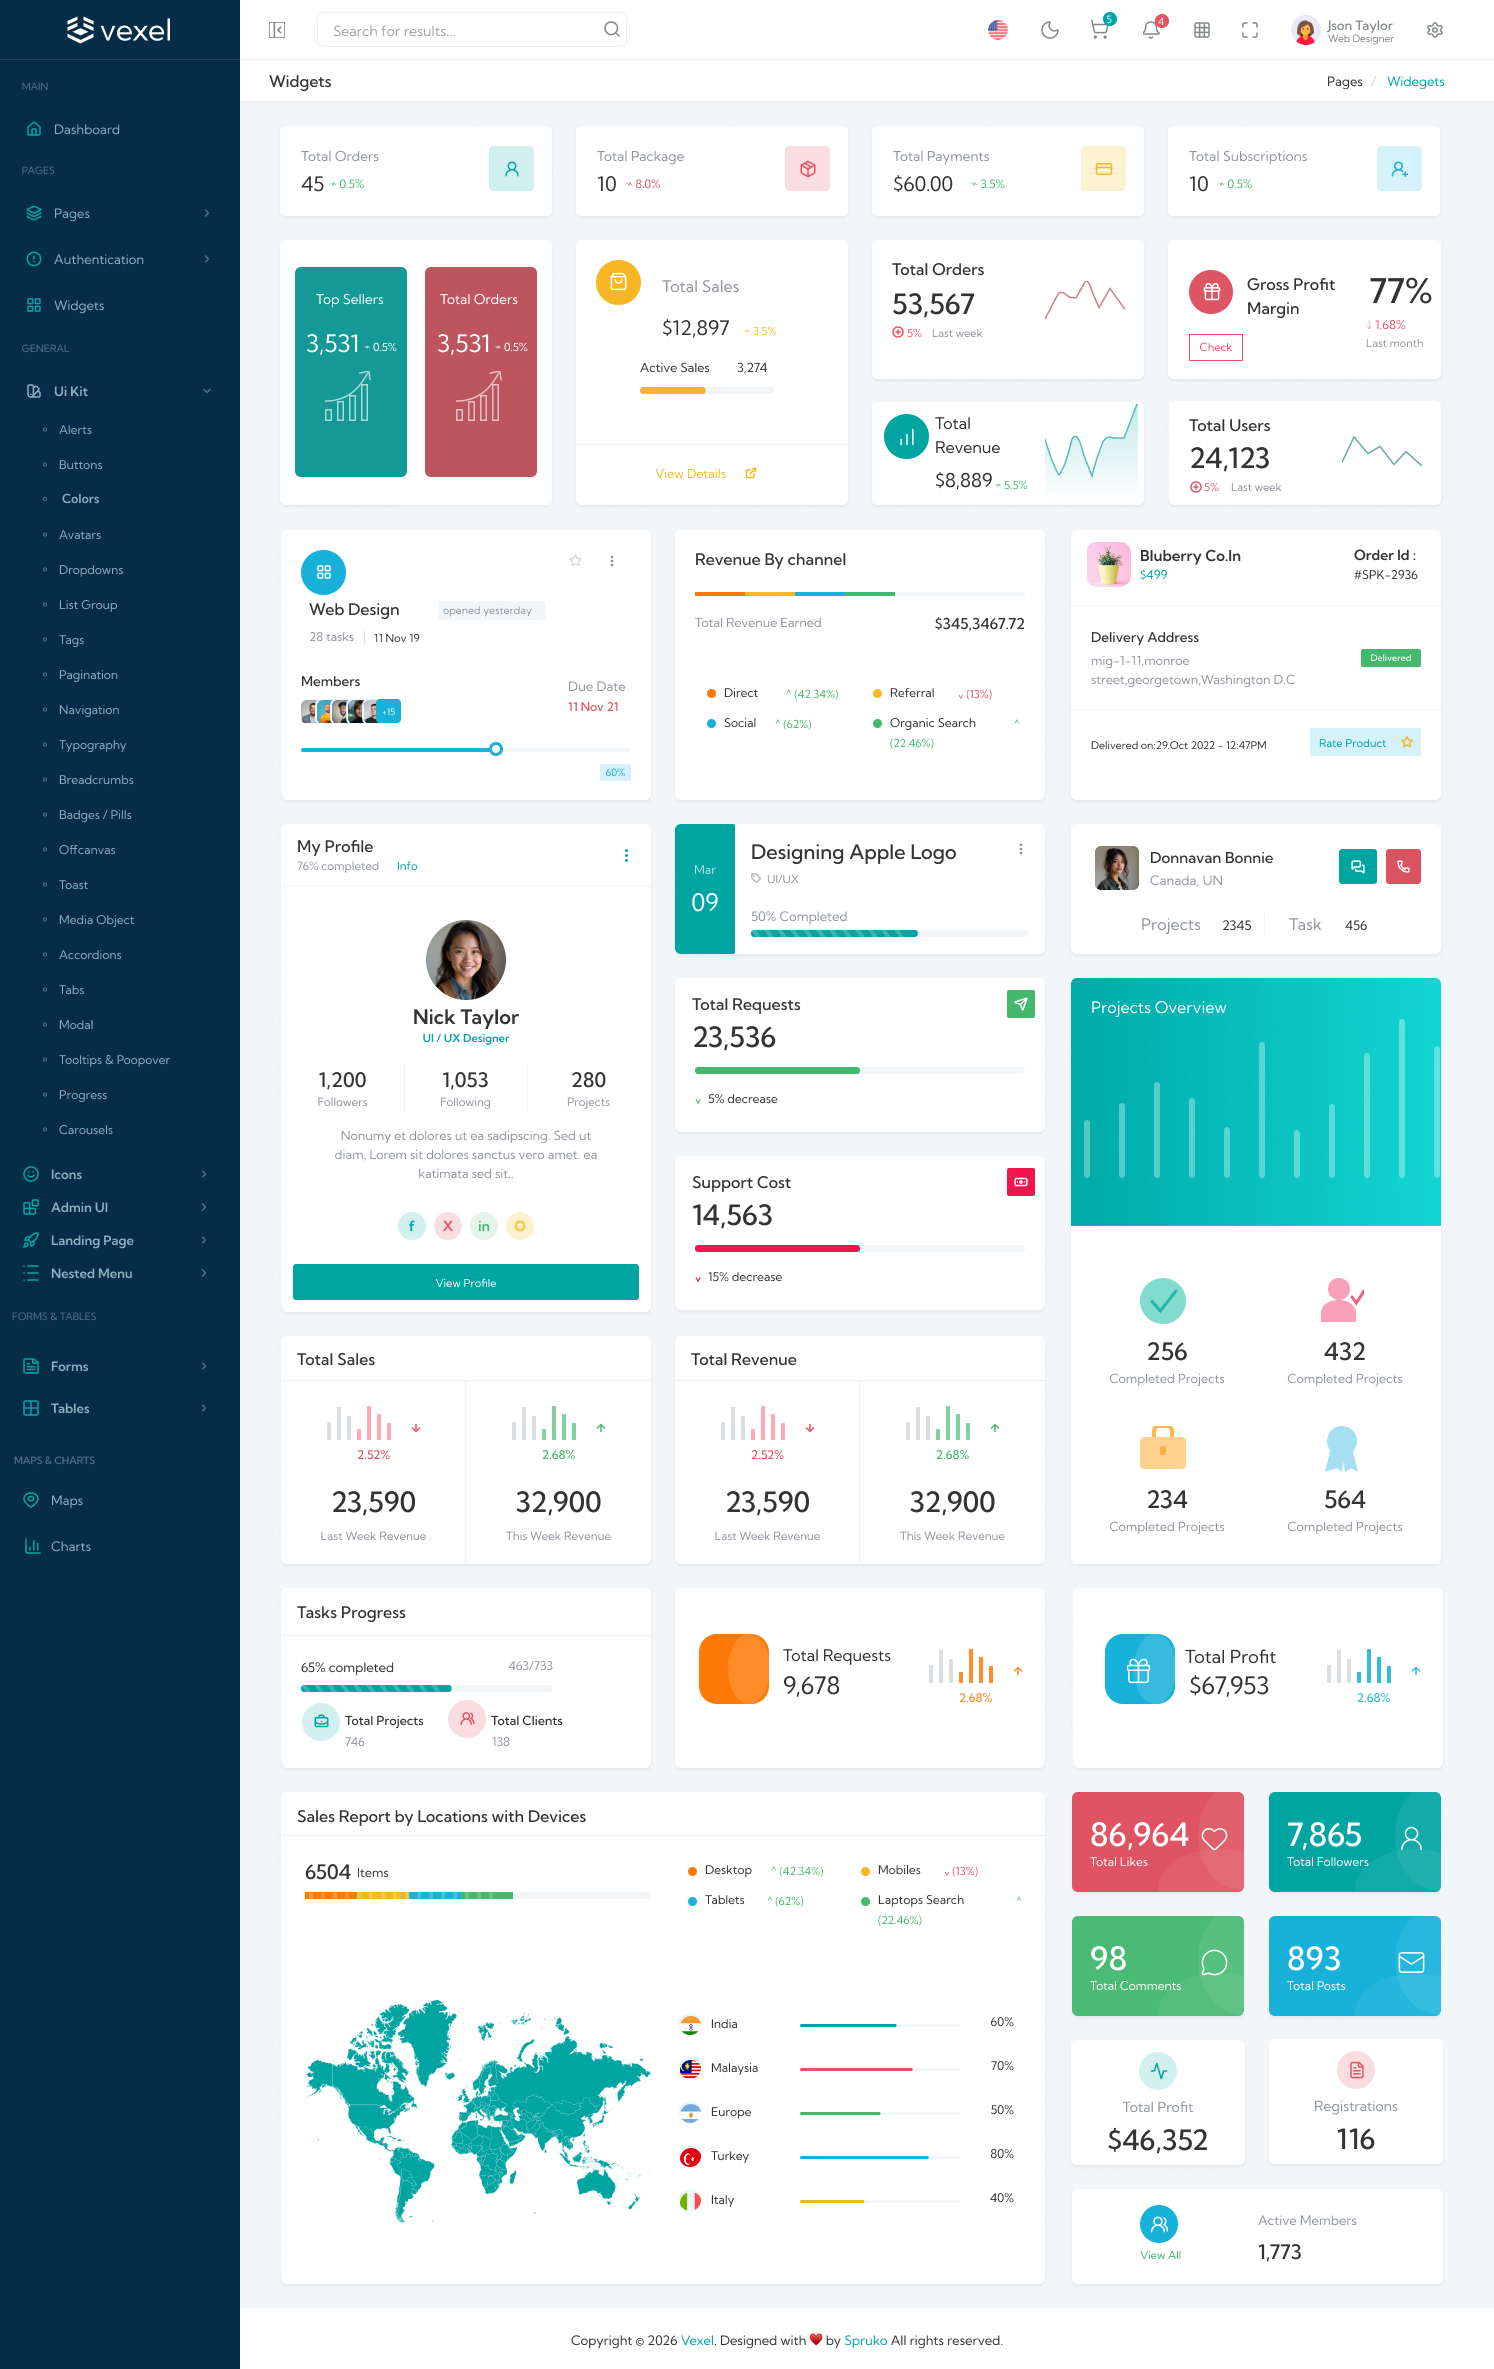 vexel
Search for results...
5
4
Json Taylor
Web Designer
Widgets
Pages / Widegets
MAIN
Dashboard
PAGES
Pages
Authentication
Widgets
GENERAL
Ui Kit
Alerts
Buttons
Colors
Avatars
Dropdowns
List Group
Tags
Pagination
Navigation
Typography
Breadcrumbs
Badges / Pills
Offcanvas
Toast
Media Object
Accordions
Tabs
Modal
Tooltips & Poopover
Progress
Carousels
Icons
Admin UI
Landing Page
Nested Menu
FORMS & TABLES
Forms
Tables
MAPS & CHARTS
Maps
Charts
Total Orders
45 0.5%
Total Package
10 8.0%
Total Payments
$60.00 3.5%
Total Subscriptions
10 0.5%
Top Sellers
3,531 0.5%
Total Orders
3,531 0.5%
Total Sales
$12,897 3.5%
Active Sales 3,274
View Details
Total Orders
53,567
5% Last week
Gross Profit
Margin
Check
77%
↓ 1.68%
Last month
Total
Revenue
$8,889 5.5%
Total Users
24,123
5% Last week
Web Design
opened yesterday
28 tasks 11 Nov 19
Members
+15
Due Date
11 Nov 21
60%
Revenue By channel
Total Revenue Earned $345,3467.72
Direct ^ (42.34%)
Referral v (13%)
Social ^ (62%)
Organic Search ^
(22.46%)
Bluberry Co.In
$499
Order Id :
#SPK-2936
Delivery Address
mig-1-11,monroe
street,georgetown,Washington D.C
Delivered
Delivered on:29.Oct 2022 - 12:47PM
Rate Product
My Profile
76% completed Info
Nick Taylor
UI / UX Designer
1,200
Followers
1,053
Following
280
Projects
Nonumy et dolores ut ea sadipscing. Sed ut
diam, Lorem sit dolores sanctus vero amet. ea
katimata sed sit..
f X in
View Profile
Mar
09
Designing Apple Logo
UI/UX
50% Completed
Donnavan Bonnie
Canada, UN
Projects 2345 Task 456
Total Requests
23,536
v 5% decrease
Support Cost
14,563
v 15% decrease
Projects Overview
256
Completed Projects
432
Completed Projects
234
Completed Projects
564
Completed Projects
Total Sales
2.52%
23,590
Last Week Revenue
2.68%
32,900
This Week Revenue
Total Revenue
2.52%
23,590
Last Week Revenue
2.68%
32,900
This Week Revenue
Tasks Progress
65% completed 463/733
Total Projects
746
Total Clients
138
Total Requests
9,678
2.68%
Total Profit
$67,953
2.68%
Sales Report by Locations with Devices
6504 Items
Desktop ^ (42.34%)
Mobiles v (13%)
Tablets ^ (62%)
Laptops Search ^
(22.46%)
India 60%
Malaysia 70%
Europe 50%
Turkey 80%
Italy 40%
86,964
Total Likes
7,865
Total Followers
98
Total Comments
893
Total Posts
Total Profit
$46,352
Registrations
116
View All
Active Members
1,773
Copyright © 2026 Vexel. Designed with ❤ by Spruko All rights reserved.